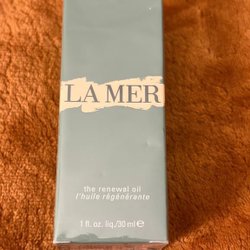 LA MER
the renewal oil
l'huile régénérante
1 fl. oz. liq./30 ml ℮